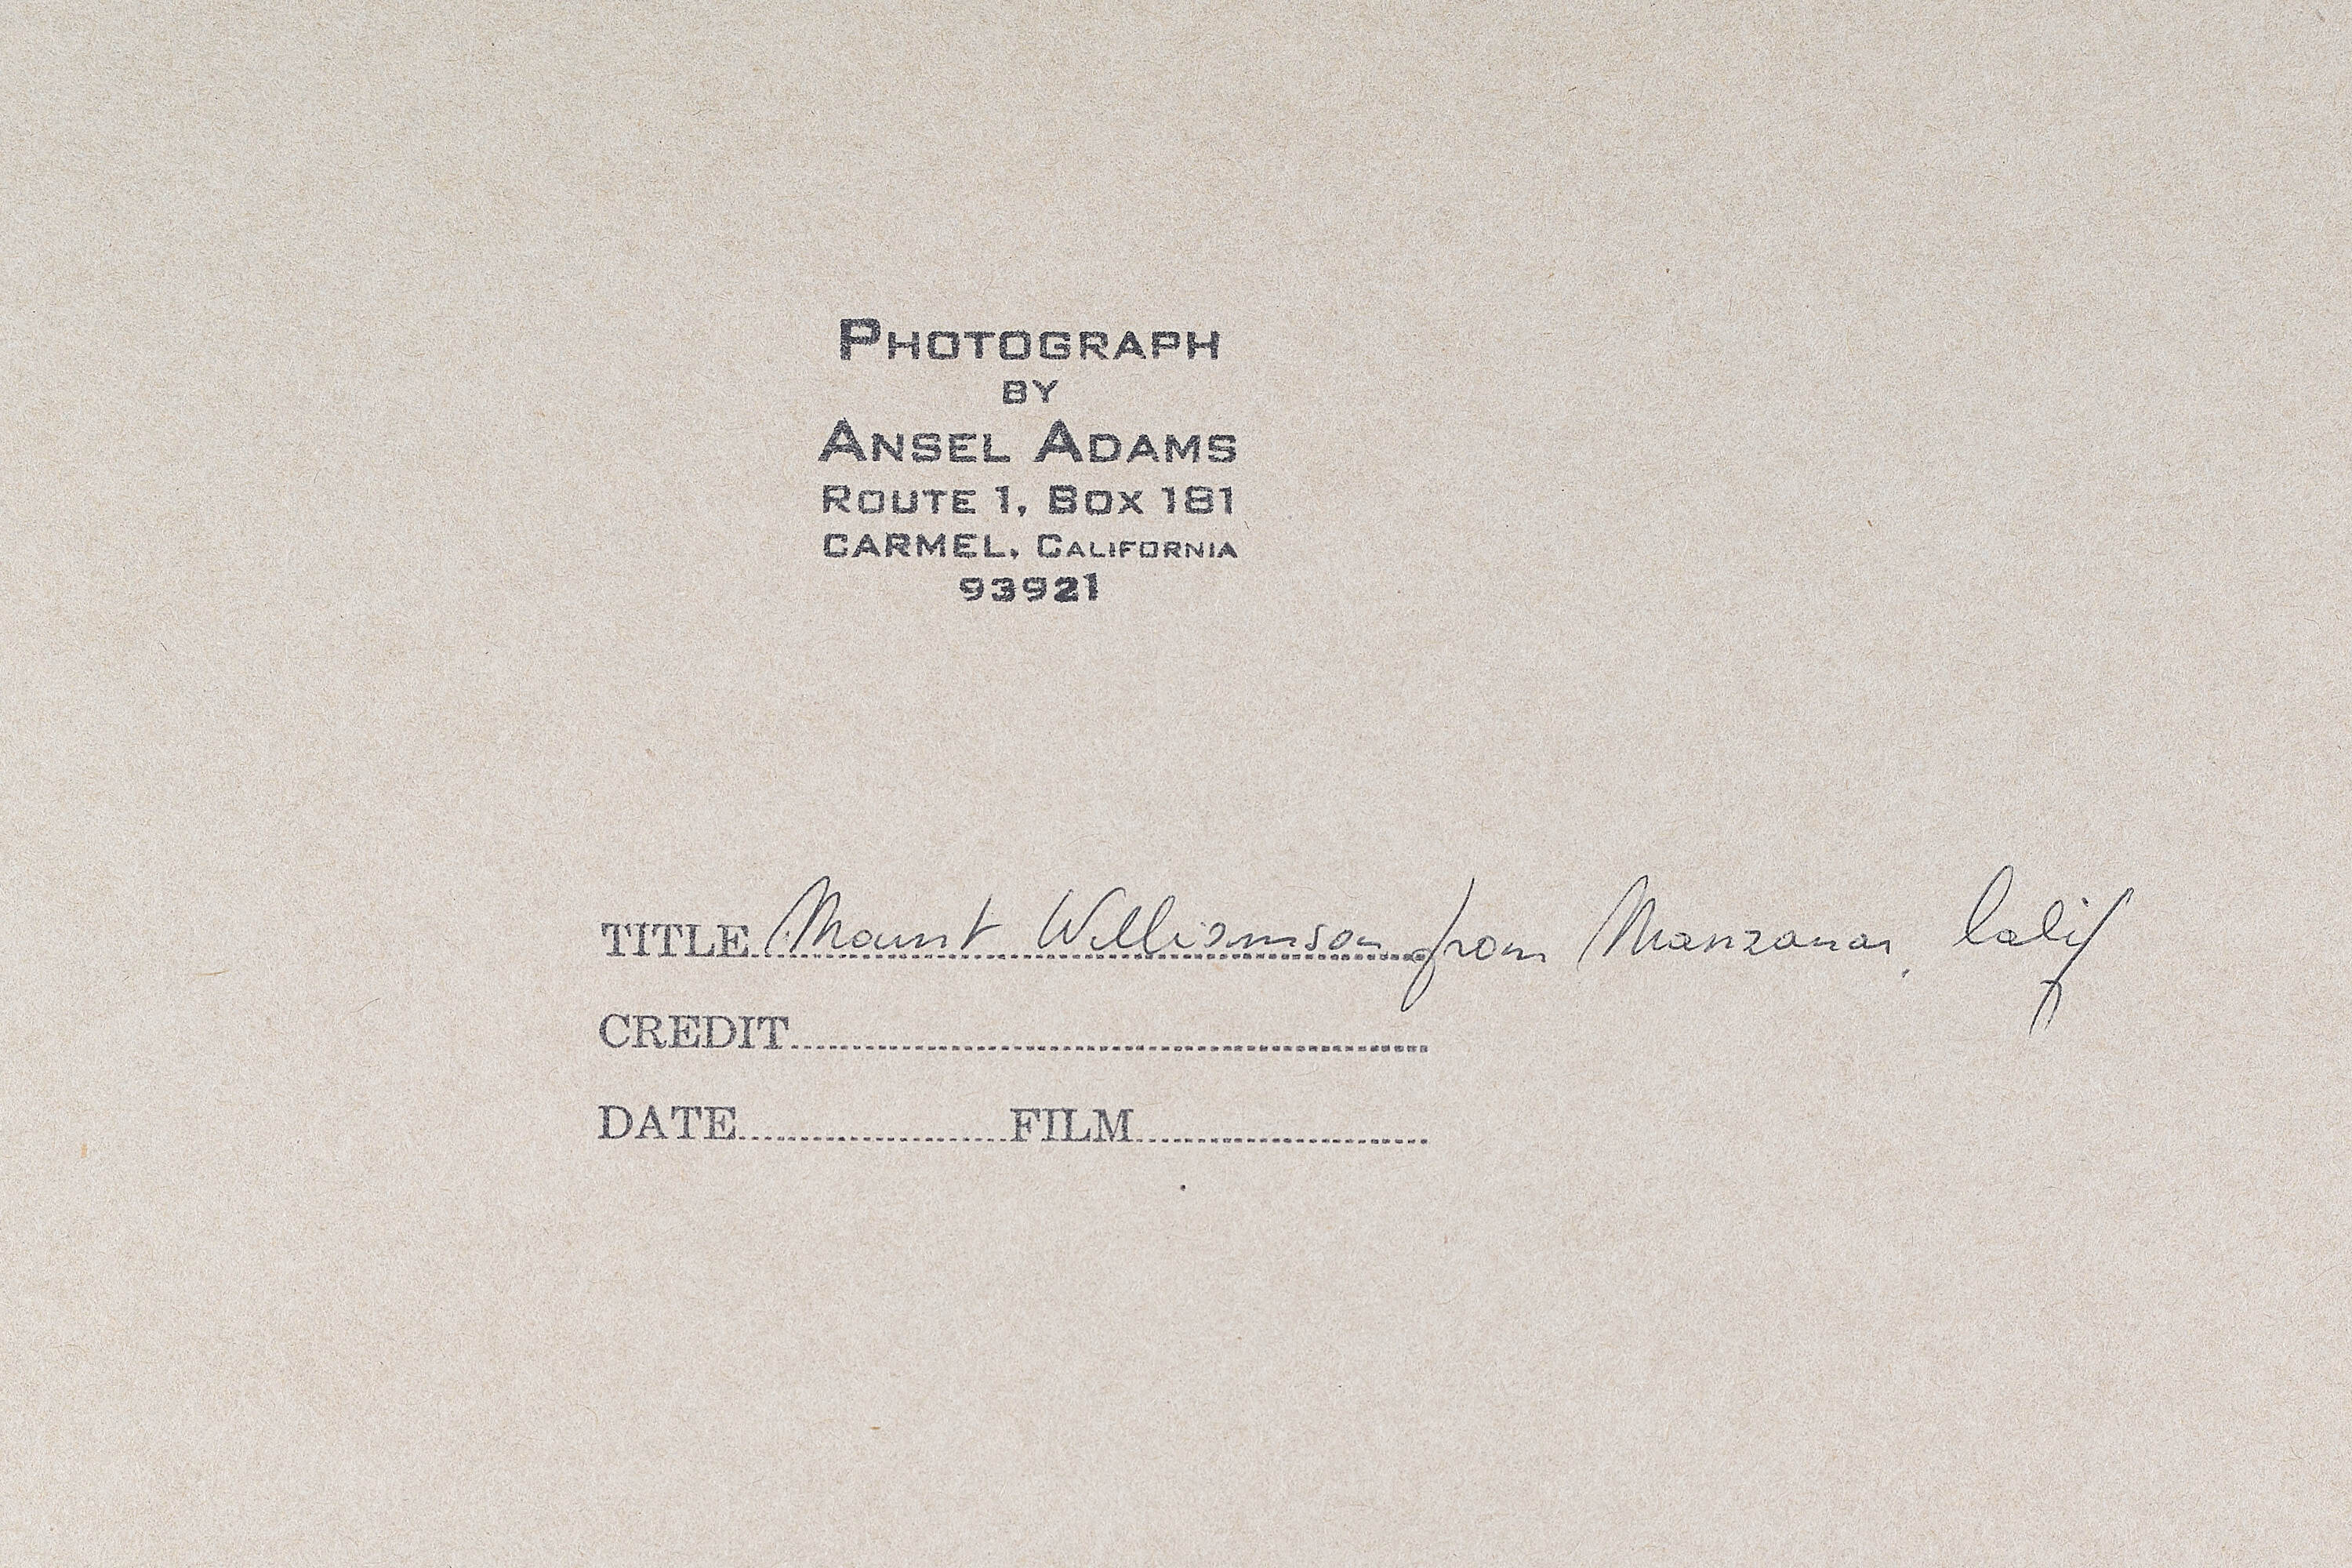 PHOTOGRAPH
BY
ANSEL ADAMS
ROUTE 1, BOX 181
CARMEL, CALIFORNIA
93921
TITLE Mount Williamson from Manzanar, Calif
CREDIT
DATE FILM